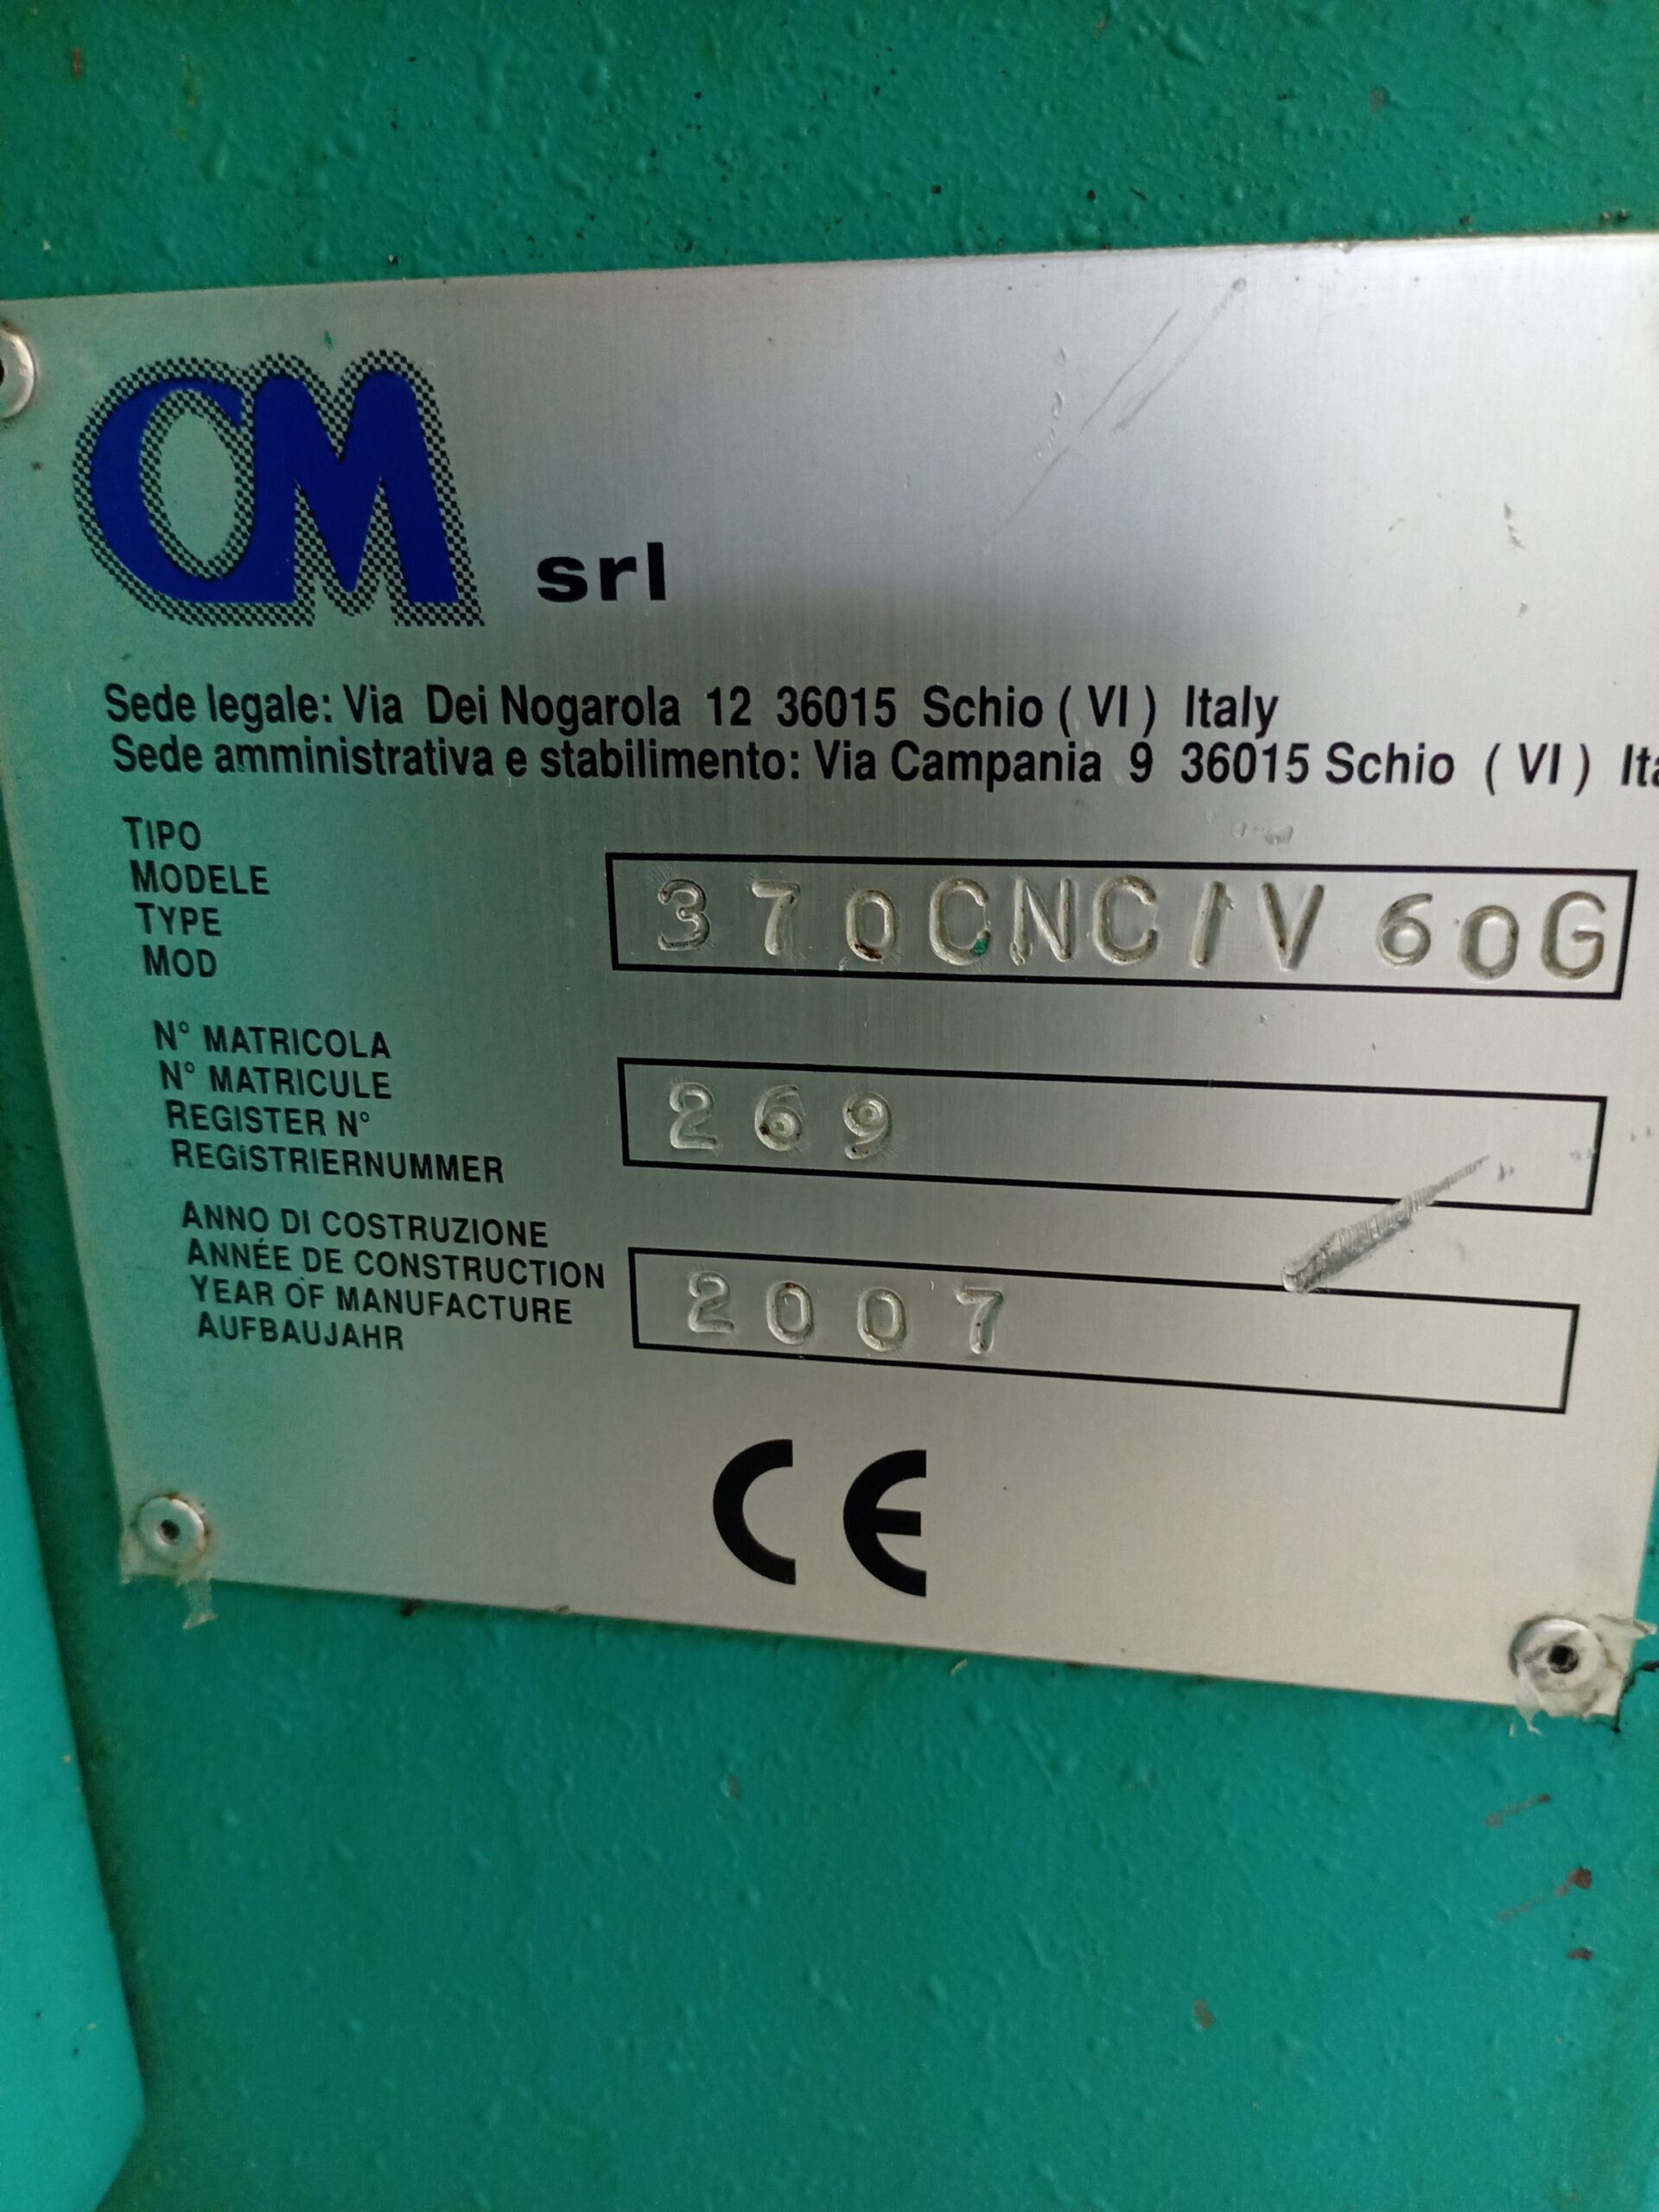 CM srl
Sede legale: Via Dei Nogarola 12 36015 Schio ( VI ) Italy
Sede amministrativa e stabilimento: Via Campania 9 36015 Schio ( VI )
TIPO
MODELE
TYPE
MOD
370CNC/V60G
N° MATRICOLA
N° MATRICULE
REGISTER N°
REGISTRIERNUMMER
269
ANNO DI COSTRUZIONE
ANNÉE DE CONSTRUCTION
YEAR OF MANUFACTURE
AUFBAUJAHR
2007
CE